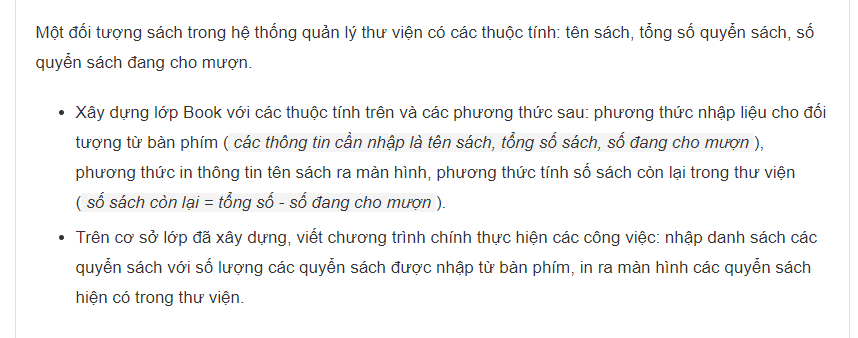 Một đối tượng sách trong hệ thống quản lý thư viện có các thuộc tính: tên sách, tổng số quyển sách, số
quyển sách đang cho mượn.
• Xây dựng lớp Book với các thuộc tính trên và các phương thức sau: phương thức nhập liệu cho đối
tượng từ bàn phím ( các thông tin cần nhập là tên sách, tổng số sách, số đang cho mượn ),
phương thức in thông tin tên sách ra màn hình, phương thức tính số sách còn lại trong thư viện
( số sách còn lại = tổng số - số đang cho mượn ).
• Trên cơ sở lớp đã xây dựng, viết chương trình chính thực hiện các công việc: nhập danh sách các
quyển sách với số lượng các quyển sách được nhập từ bàn phím, in ra màn hình các quyển sách
hiện có trong thư viện.